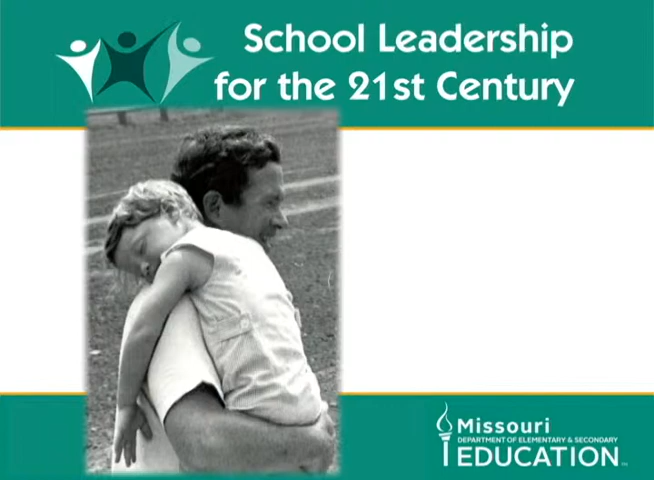 School Leadership
for the 21st Century
Missouri
DEPARTMENT OF ELEMENTARY & SECONDARY
EDUCATION